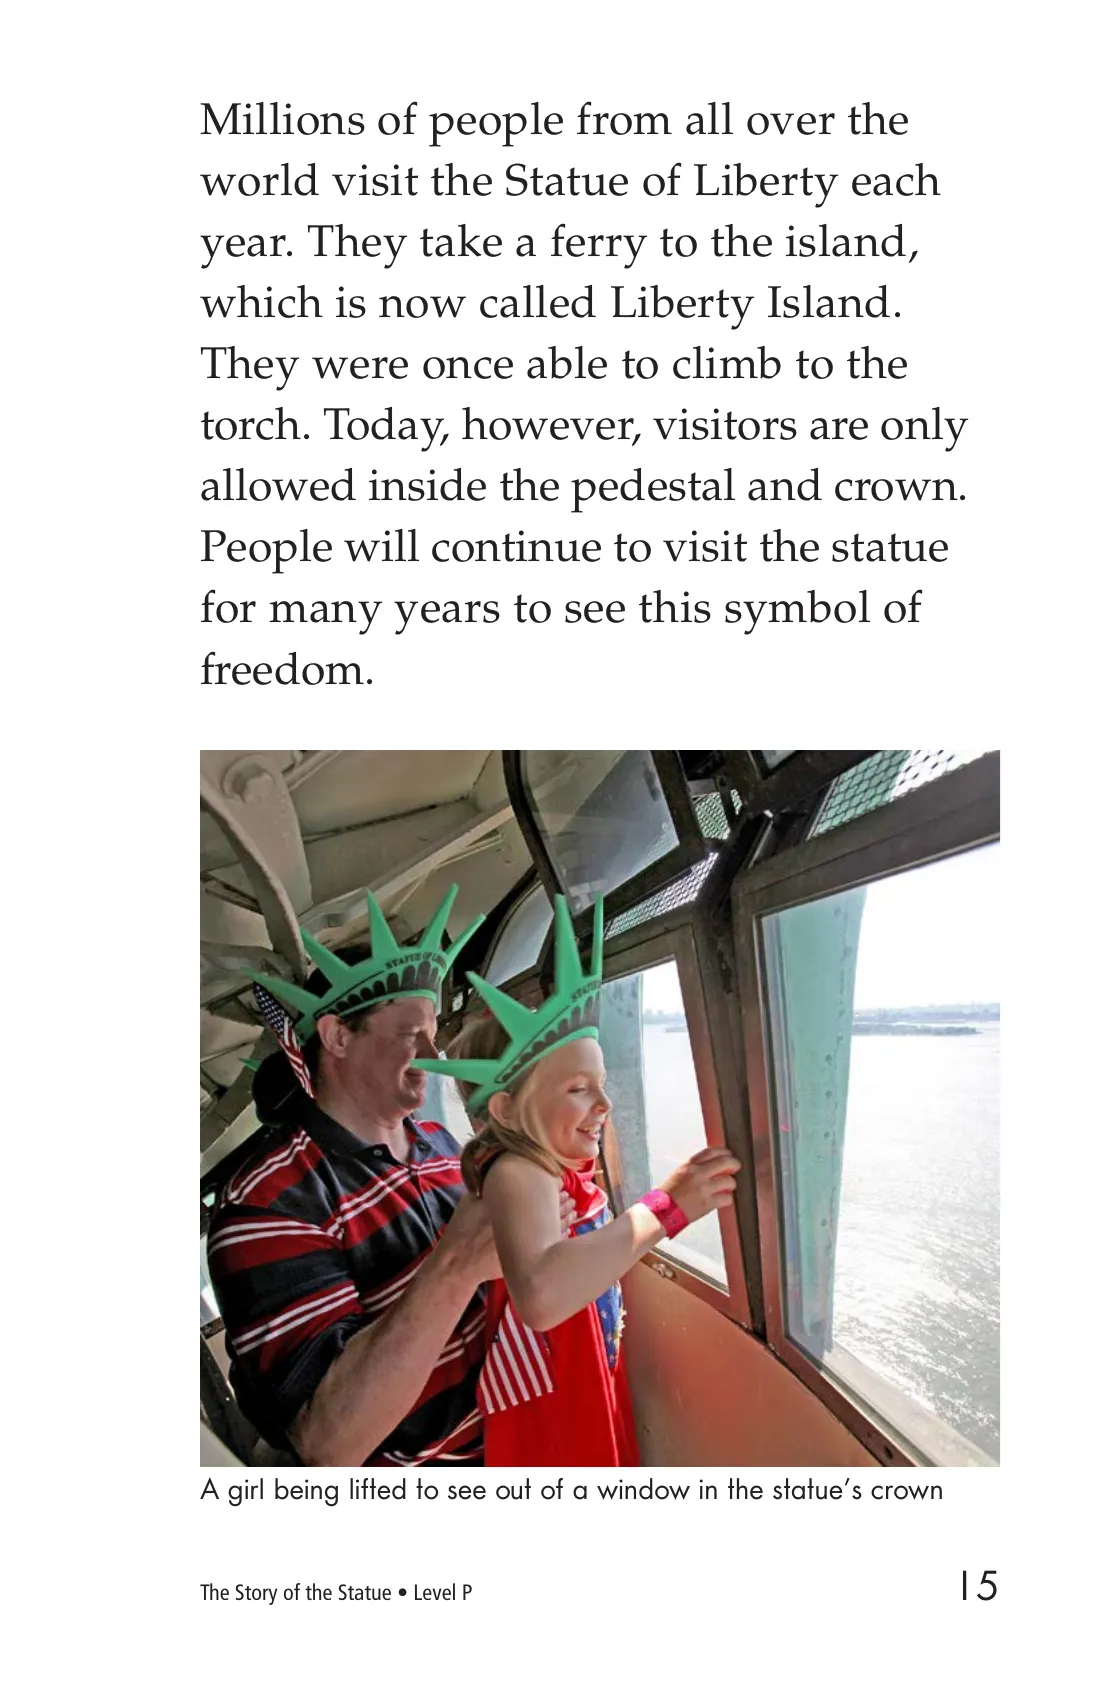 Millions of people from all over the
world visit the Statue of Liberty each
year. They take a ferry to the island,
which is now called Liberty Island.
They were once able to climb to the
torch. Today, however, visitors are only
allowed inside the pedestal and crown.
People will continue to visit the statue
for many years to see this symbol of
freedom.
STATUE OF
A girl being lifted to see out of a window in the statue’s crown
The Story of the Statue • Level P
15